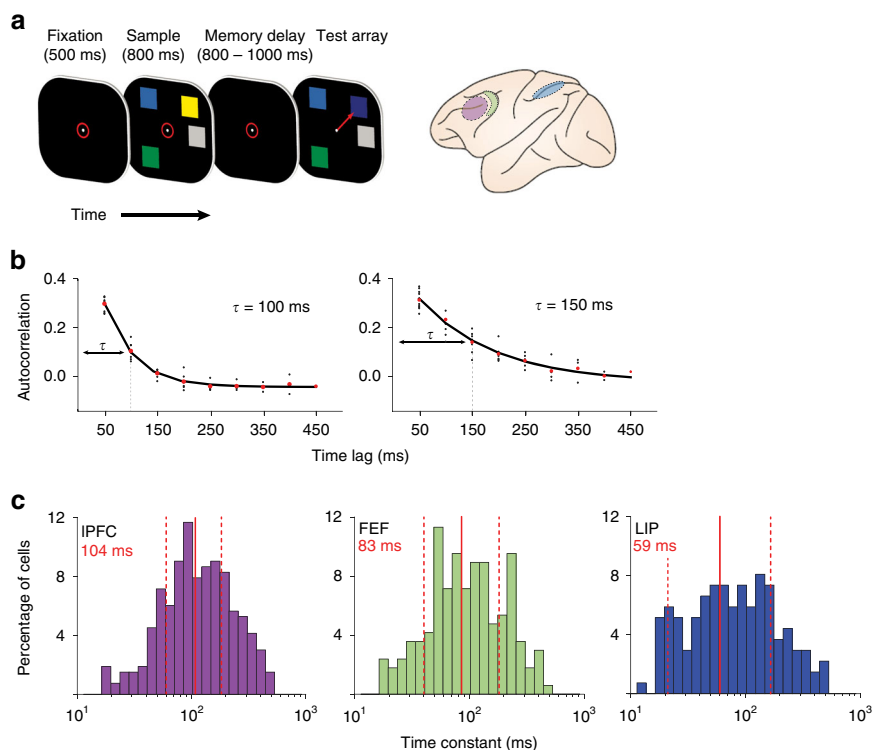 a
Fixation
(500 ms)
Sample
(800 ms)
Memory delay
(800 – 1000 ms)
Test array
Time
b
Autocorrelation
0.4
0.2
0.0
τ = 100 ms
τ
50 150 250 350 450
0.4
0.2
0.0
τ = 150 ms
τ
50 150 250 350 450
Time lag (ms)
c
Percentage of cells
12
8
4
lPFC
104 ms
10¹ 10² 10³
12
8
4
FEF
83 ms
10¹ 10² 10³
12
8
4
LIP
59 ms
10¹ 10² 10³
Time constant (ms)